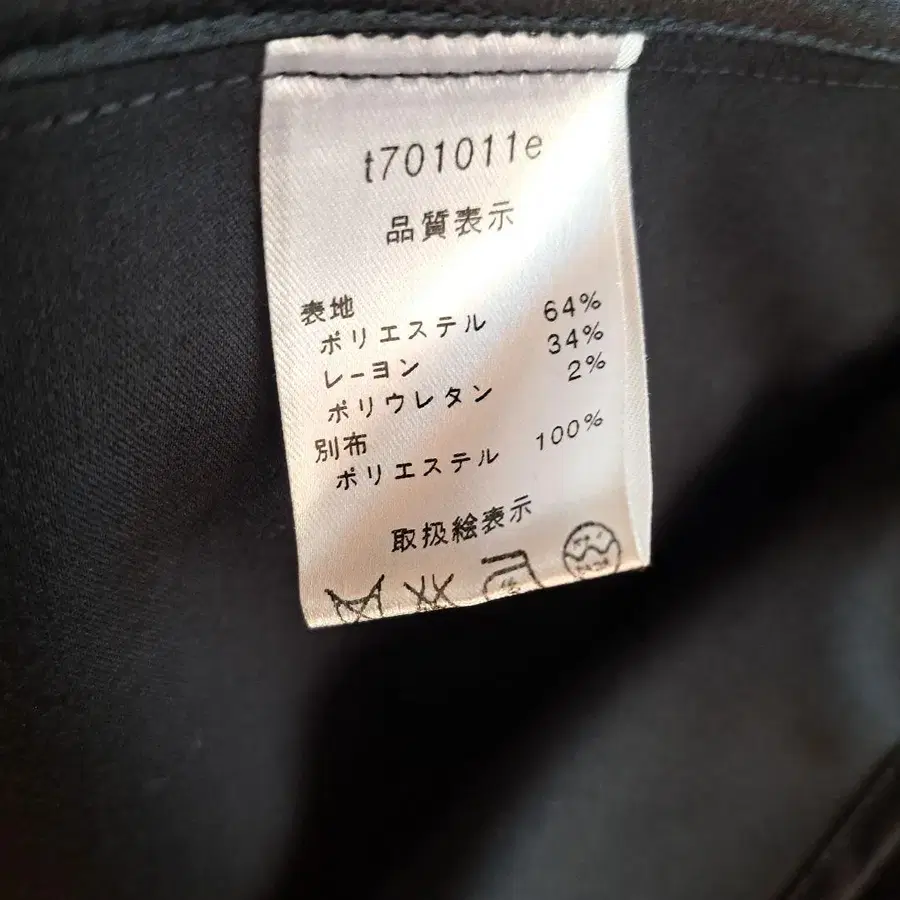 t701011e
品質表示
表地
ポリエステル 64%
レーヨン 34%
ポリウレタン 2%
別布
ポリエステル 100%
取扱絵表示